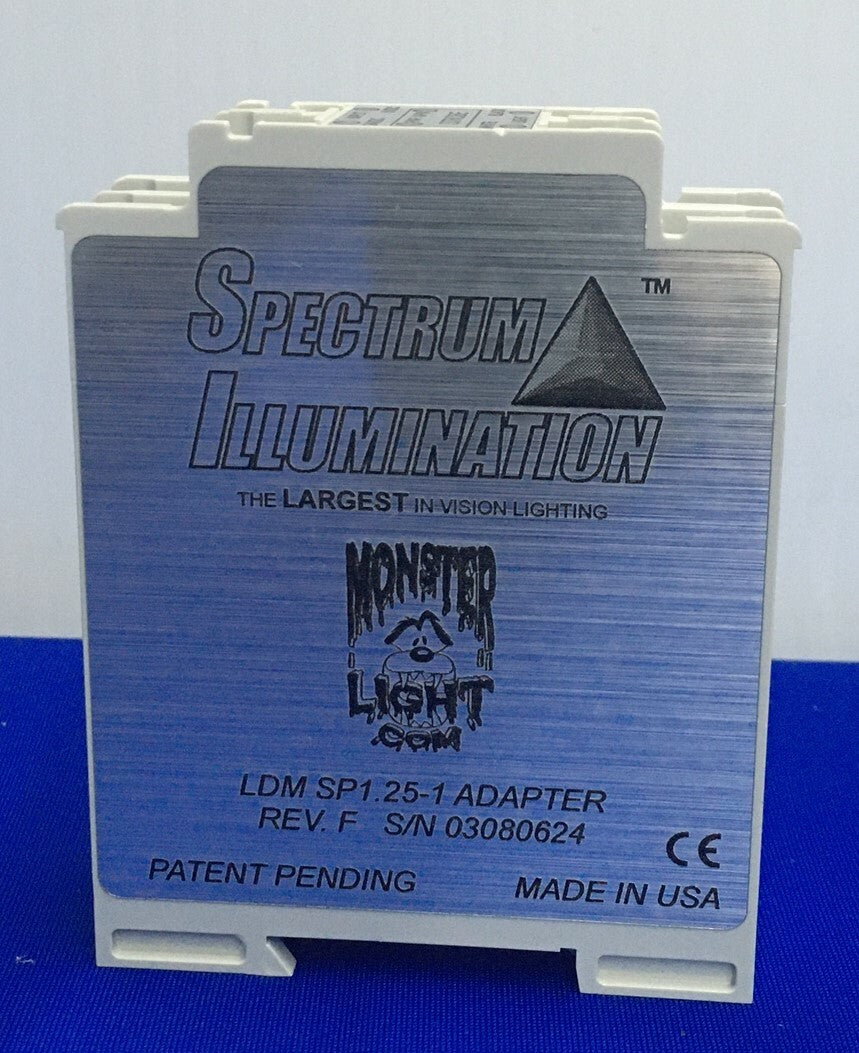 SPECTRUM
TM
ILLUMINATION
THE LARGEST IN VISION LIGHTING
MONSTER
LIGHT
.COM
LDM SP1.25-1 ADAPTER
REV. F S/N 03080624
CE
PATENT PENDING
MADE IN USA